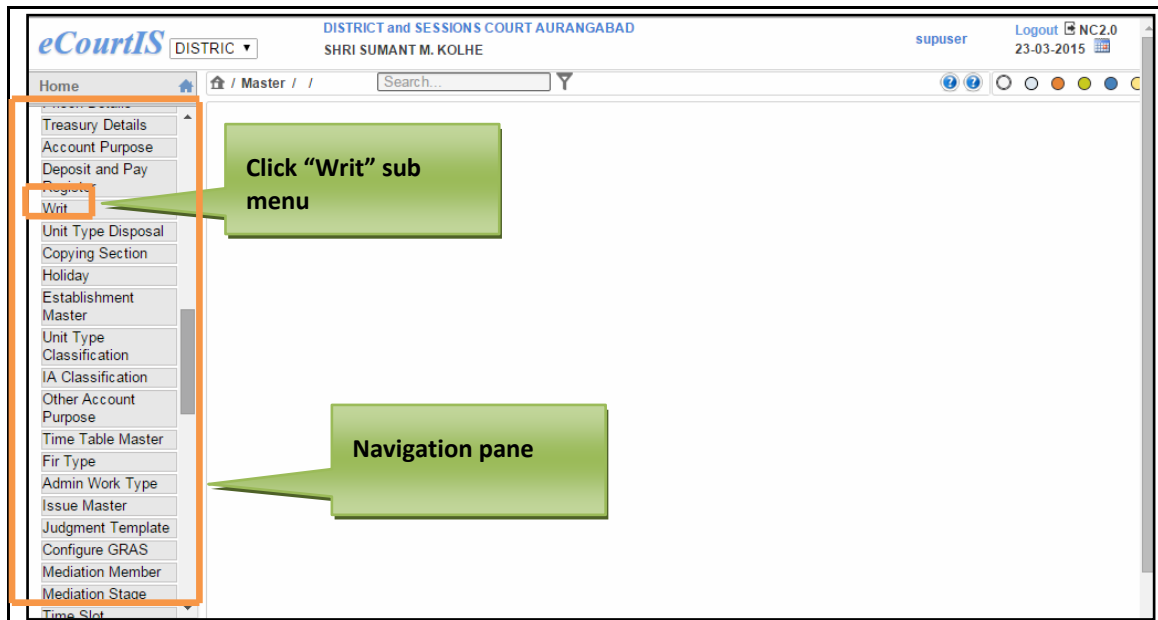 eCourtIS DISTRIC
DISTRICT and SESSIONS COURT AURANGABAD
SHRI SUMANT M. KOLHE
supuser
Logout NC2.0
23-03-2015
Home
/ Master / /
Search...
Treasury Details
Account Purpose
Deposit and Pay
Register
Writ
Unit Type Disposal
Copying Section
Holiday
Establishment
Master
Unit Type
Classification
IA Classification
Other Account
Purpose
Time Table Master
Fir Type
Admin Work Type
Issue Master
Judgment Template
Configure GRAS
Mediation Member
Mediation Stage
Time Slot
Click “Writ” sub
menu
Navigation pane